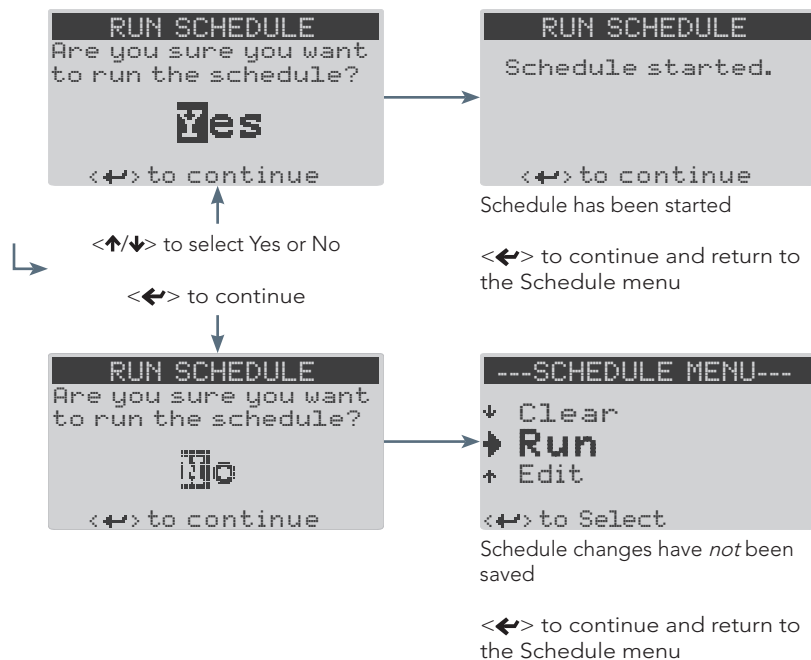 RUN SCHEDULE
Are you sure you want
to run the schedule?
Yes
<↵> to continue
RUN SCHEDULE
Schedule started.
<↵> to continue
Schedule has been started
<↵> to continue and return to
the Schedule menu
<↑/↓> to select Yes or No
<↵> to continue
RUN SCHEDULE
Are you sure you want
to run the schedule?
No
<↵> to continue
---SCHEDULE MENU---
↓ Clear
→ Run
↑ Edit
<↵> to Select
Schedule changes have not been
saved
<↵> to continue and return to
the Schedule menu